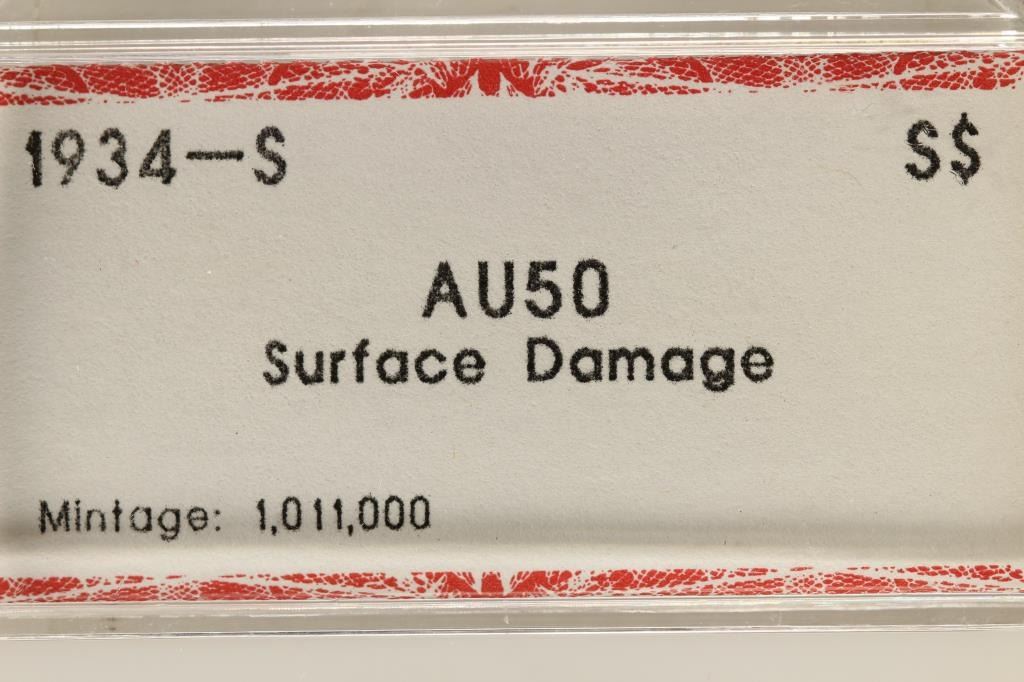 1934-S S$
AU50
Surface Damage
Mintage: 1,011,000